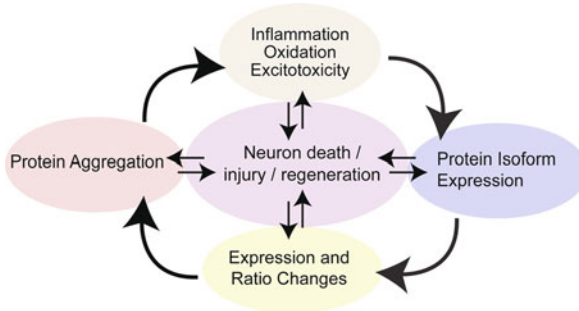 Inflammation
Oxidation
Excitotoxicity
Protein Aggregation
Neuron death /
injury / regeneration
Protein Isoform
Expression
Expression and
Ratio Changes